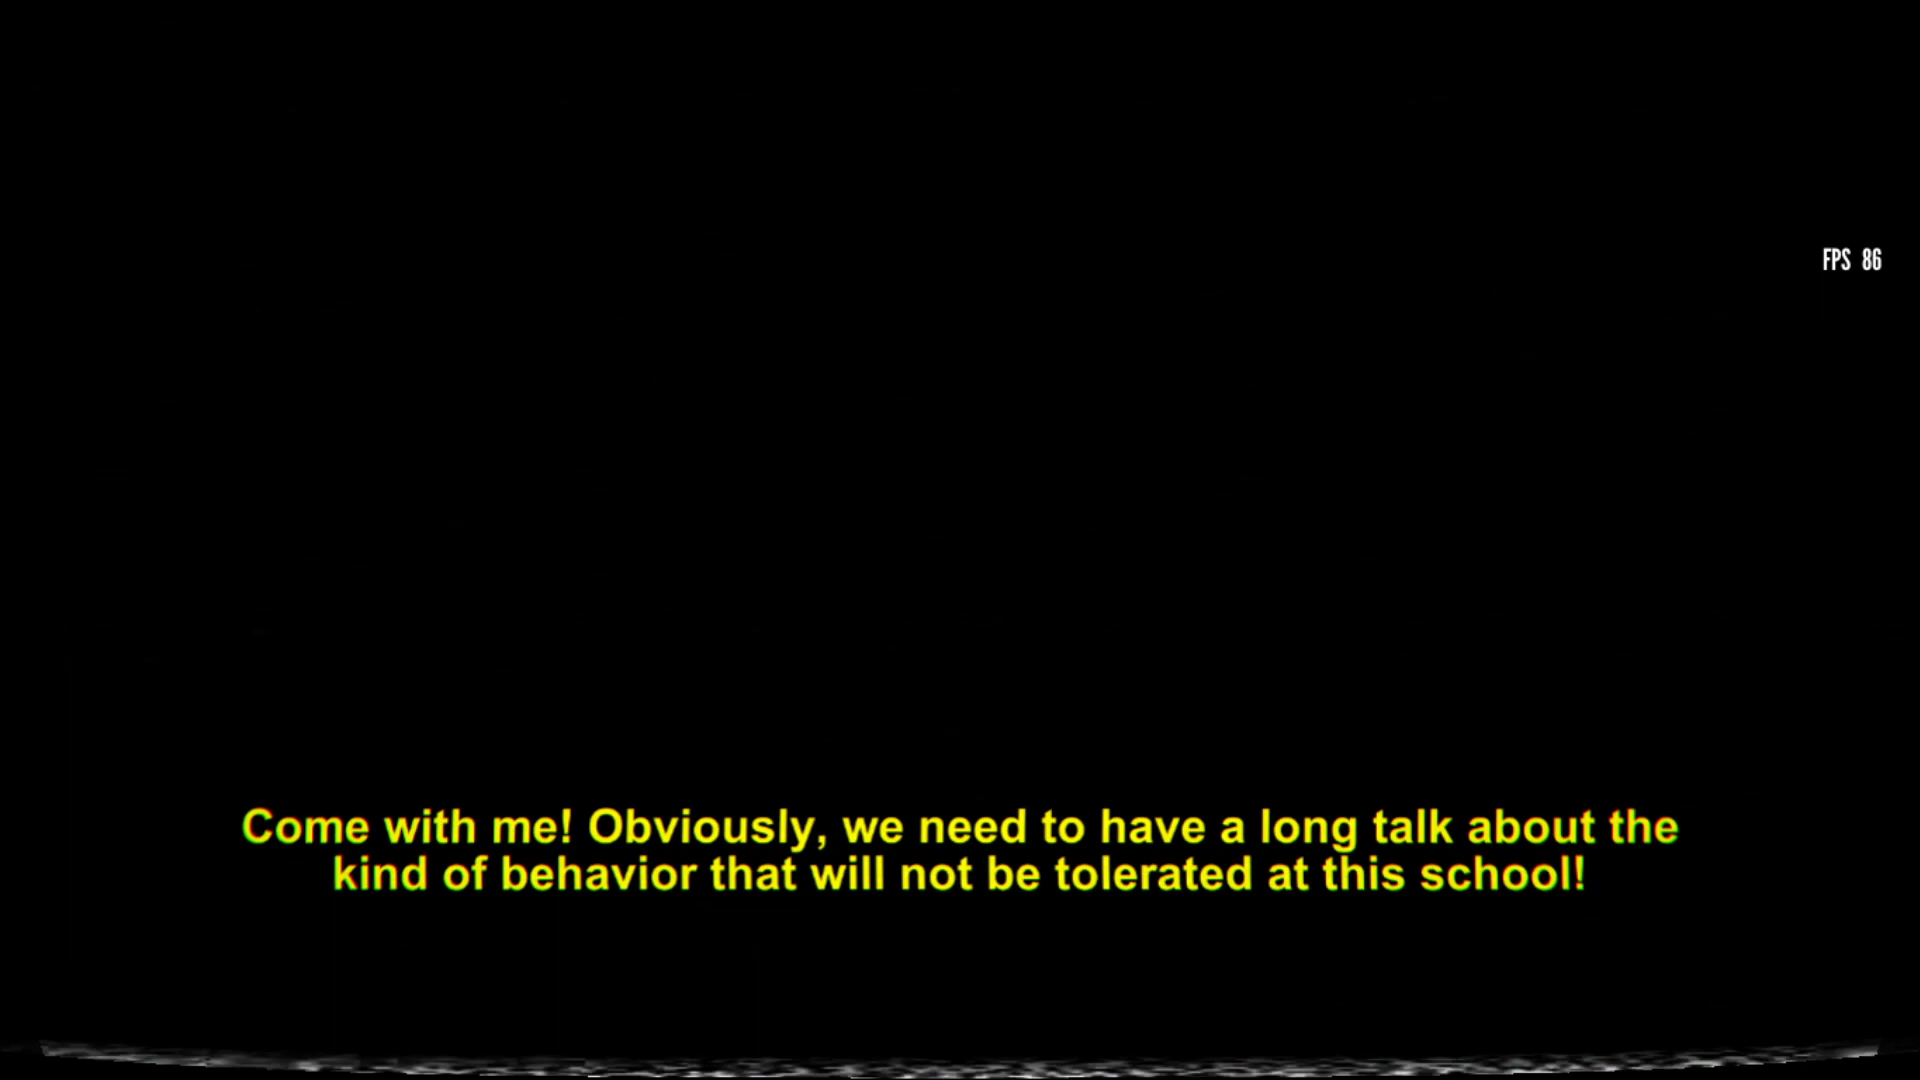 FPS 86
Come with me! Obviously, we need to have a long talk about the
kind of behavior that will not be tolerated at this school!